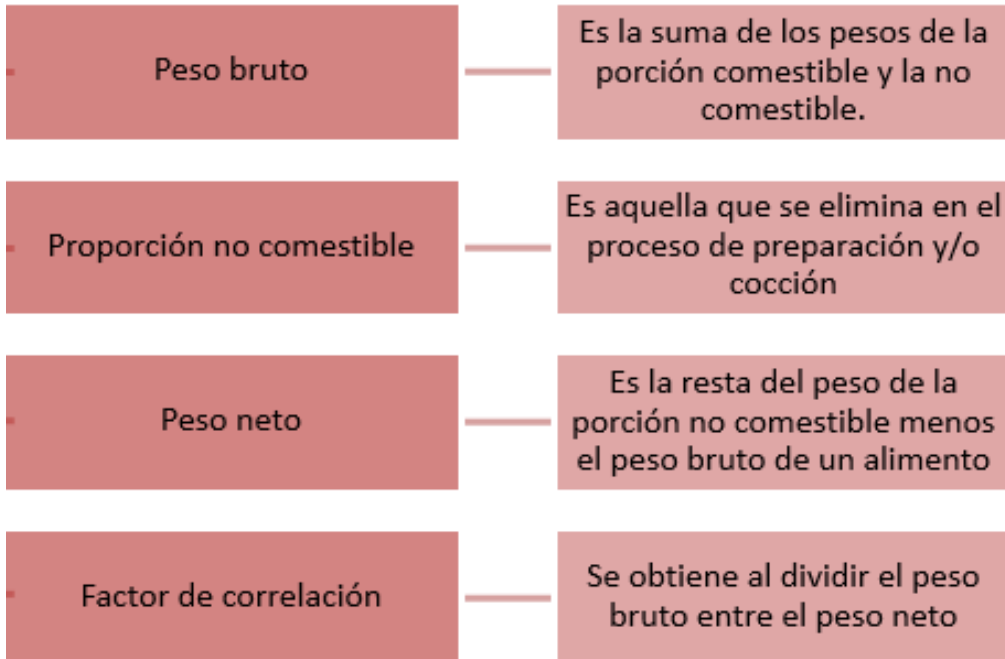 Peso bruto
Es la suma de los pesos de la
porción comestible y la no
comestible.
Proporción no comestible
Es aquella que se elimina en el
proceso de preparación y/o
cocción
Peso neto
Es la resta del peso de la
porción no comestible menos
el peso bruto de un alimento
Factor de correlación
Se obtiene al dividir el peso
bruto entre el peso neto